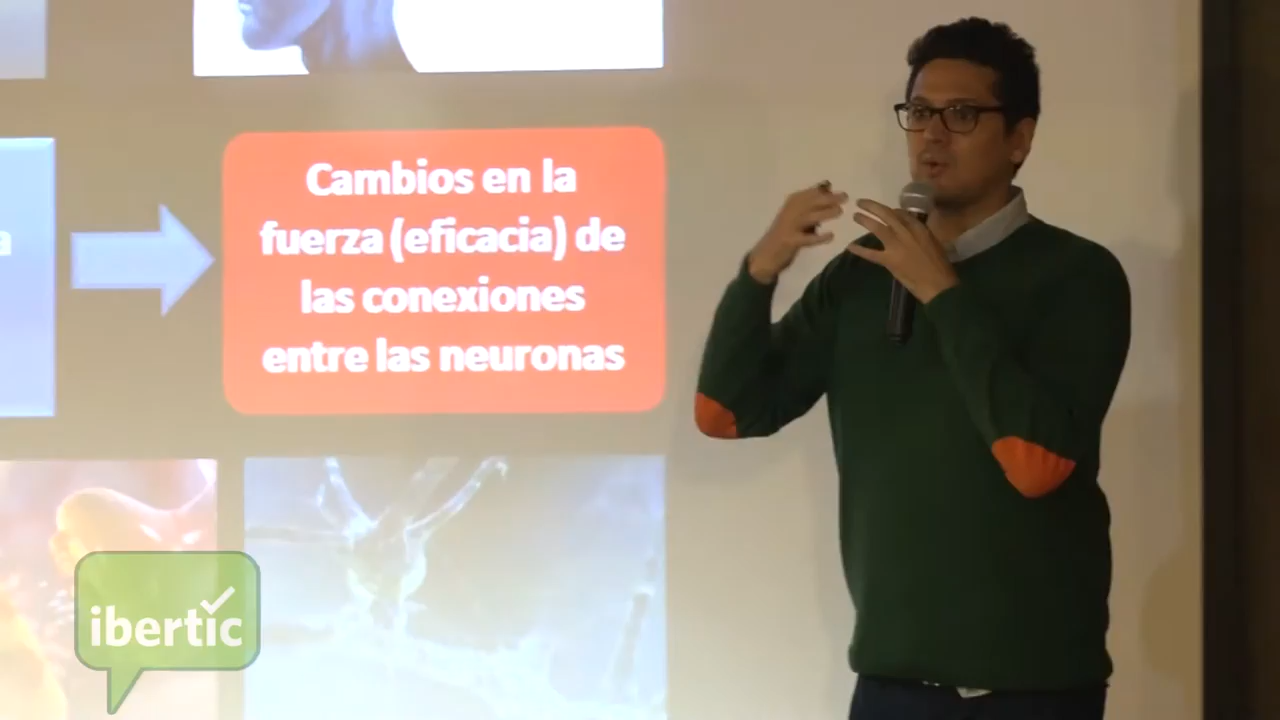 Cambios en la
fuerza (eficacia) de
las conexiones
entre las neuronas
a
ibertic